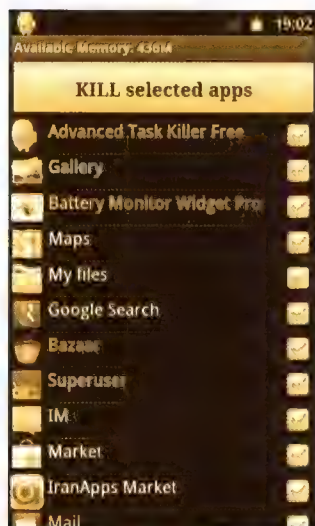 19:02
Available Memory: 436M
KILL selected apps
Advanced Task Killer Free
Gallery
Battery Monitor Widget Pro
Maps
My files
Google Search
Bazaar
Superuser
IM
Market
IranApps Market
Mail